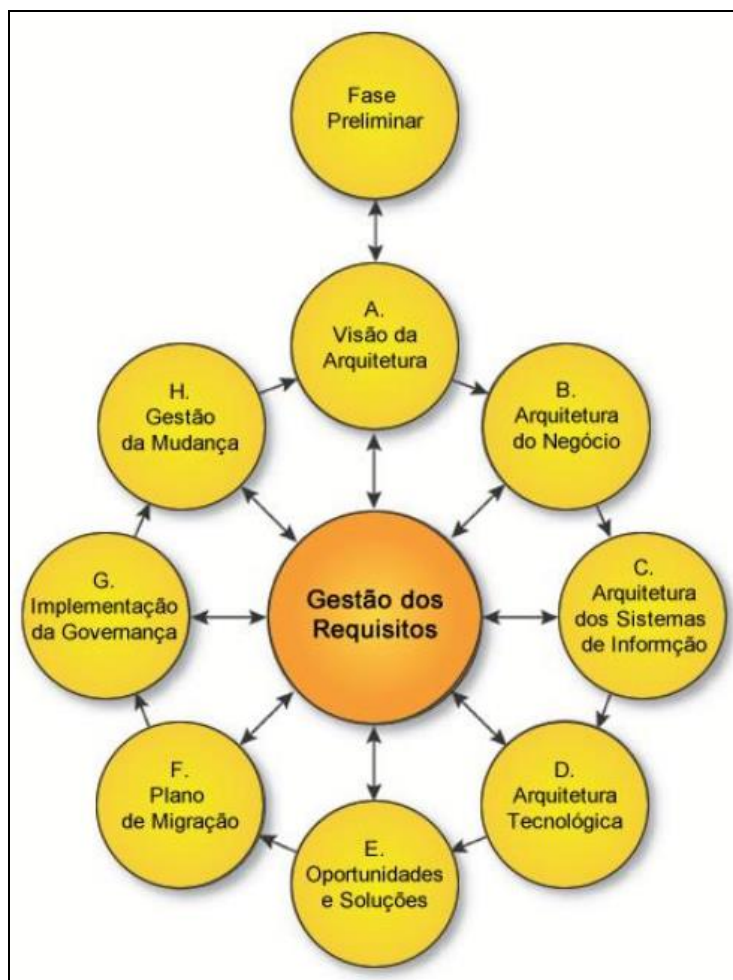 Fase
Preliminar
A.
Visão da
Arquitetura
B.
Arquitetura
do Negócio
C.
Arquitetura
dos Sistemas
de Informção
D.
Arquitetura
Tecnológica
E.
Oportunidades
e Soluções
F.
Plano
de Migração
G.
Implementação
da Governança
H.
Gestão
da Mudança
Gestão dos
Requisitos